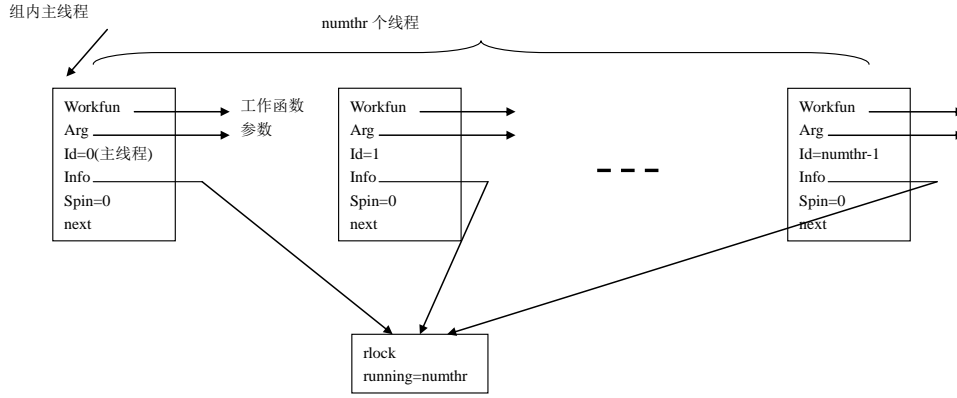 组内主线程
numthr 个线程
Workfun
Arg
Id=0(主线程)
Info
Spin=0
next
工作函数
参数
Workfun
Arg
Id=1
Info
Spin=0
next
Workfun
Arg
Id=numthr-1
Info
Spin=0
next
rlock
running=numthr